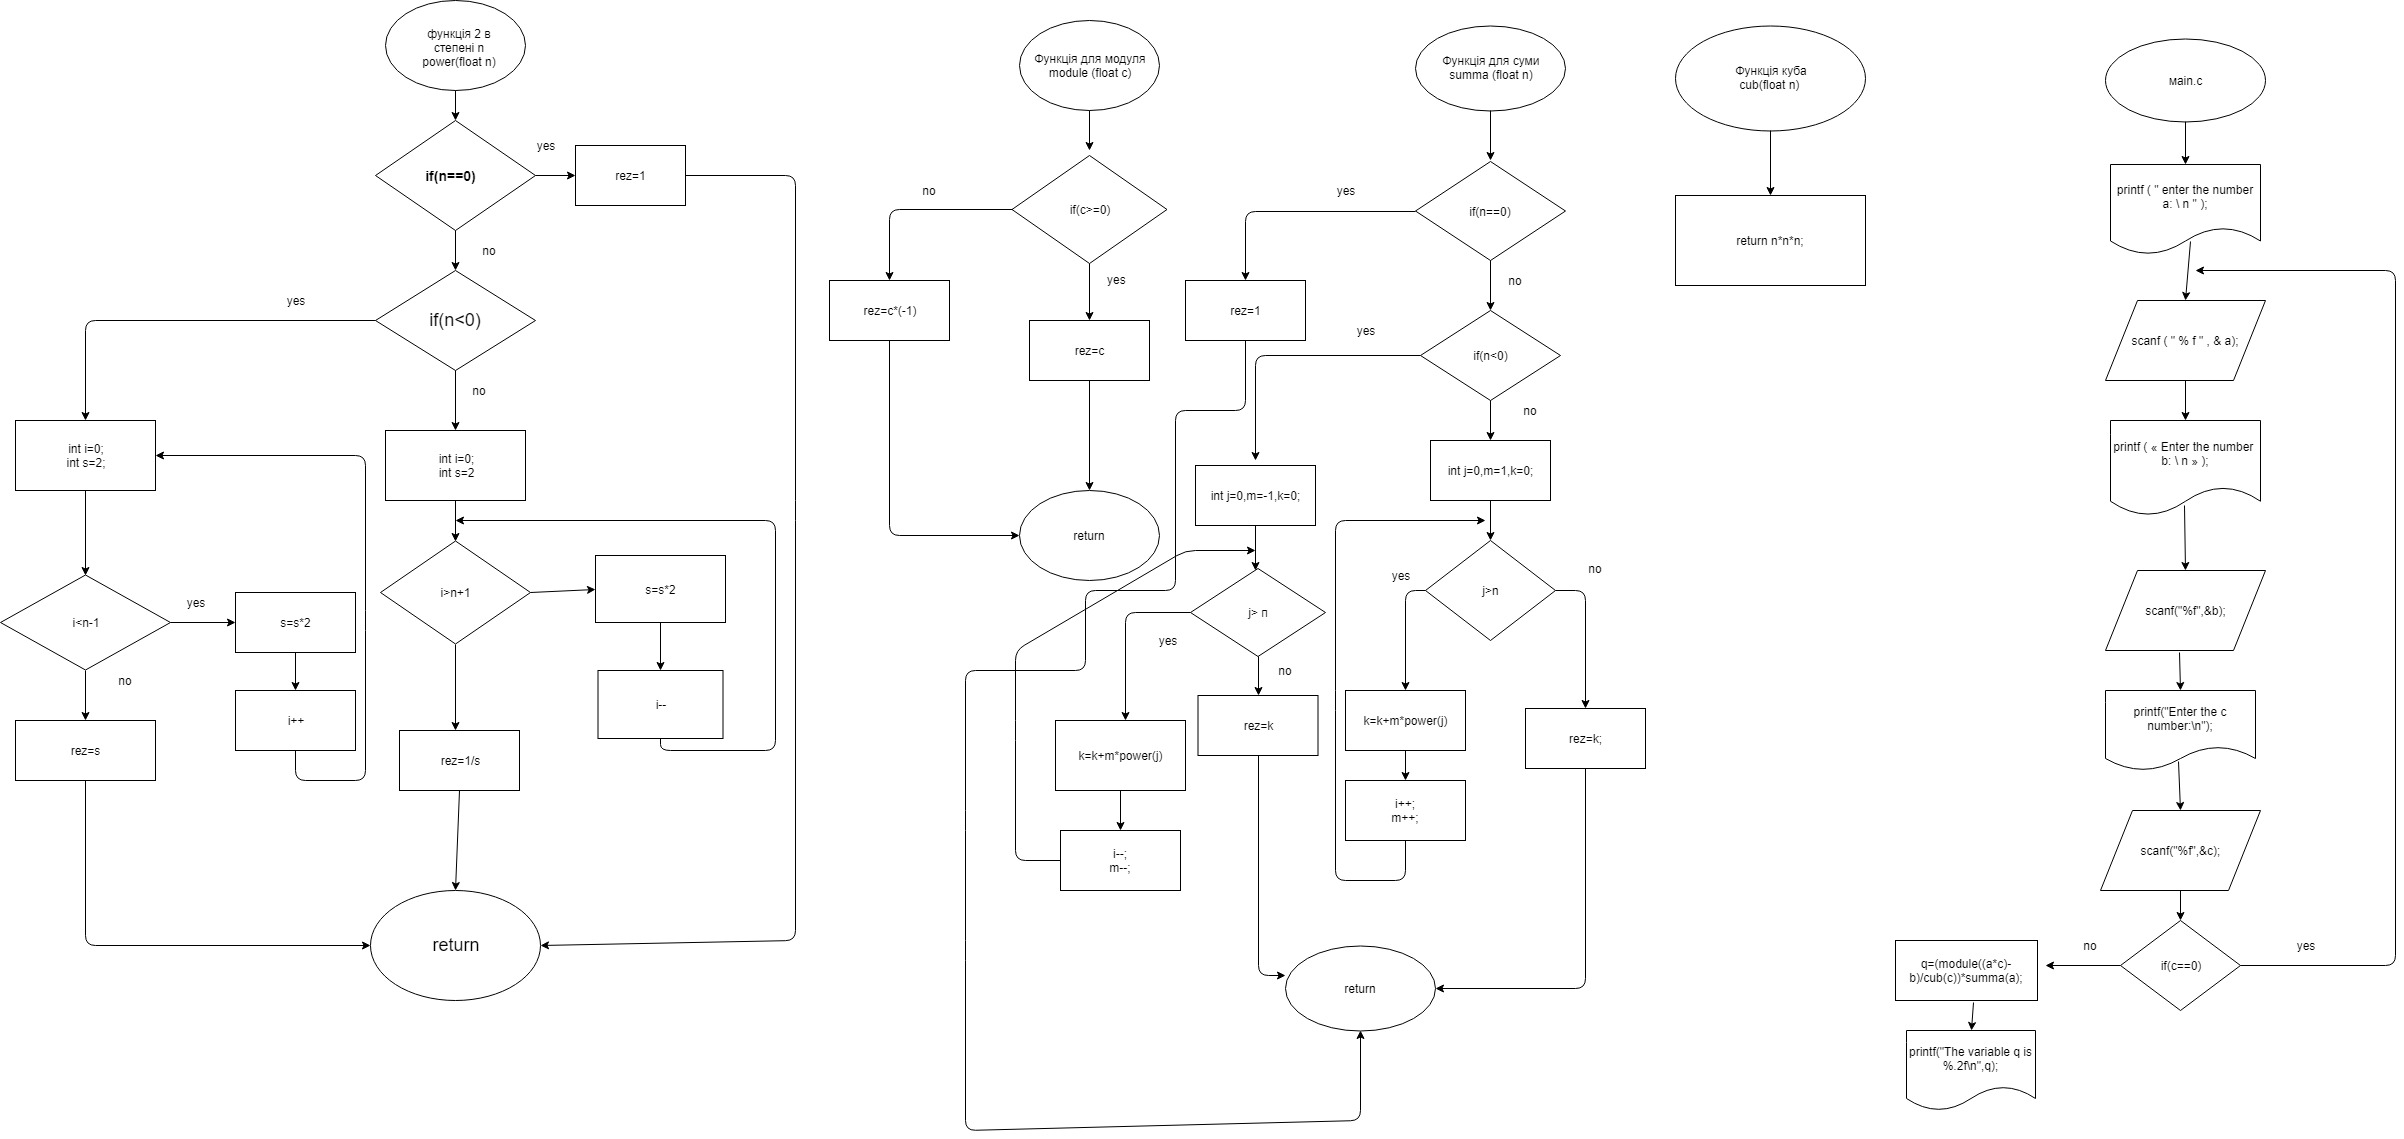 функція 2 в
степені n
power(float n)
if(n==0)
yes
rez=1
no
if(n<0)
yes
no
int i=0;
int s=2;
int i=0;
int s=2
i<n-1
yes
s=s*2
i++
no
rez=s
i>n+1
s=s*2
i--
rez=1/s
return
Функція для модуля
module (float c)
if(c>=0)
no
yes
rez=c*(-1)
rez=c
return
Функція для суми
summa (float n)
if(n==0)
yes
rez=1
no
if(n<0)
yes
no
int j=0,m=-1,k=0;
int j=0,m=1,k=0;
j> n
yes
no
k=k+m*power(j)
i--;
m--;
rez=k
j>n
yes
no
k=k+m*power(j)
i++;
m++;
rez=k;
return
Функція куба
cub(float n)
return n*n*n;
маin.c
printf ( " enter the number
a: \ n " );
scanf ( " % f " , & a);
printf ( « Enter the number
b: \ n » );
scanf("%f",&b);
printf("Enter the c
number:\n");
scanf("%f",&c);
if(c==0)
no
yes
q=(module((a*c)-
b)/cub(c))*summa(a);
printf("The variable q is
%.2f\n",q);